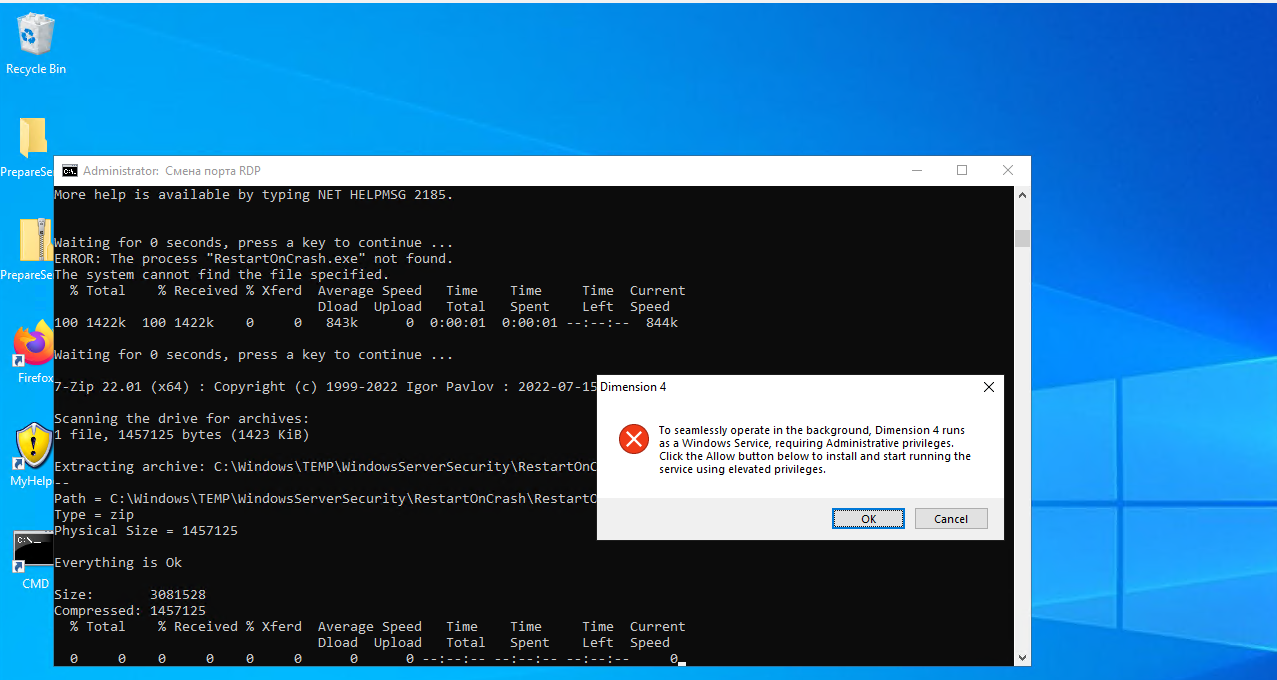 Recycle Bin
PrepareSe
PrepareSe
Firefox
MyHelp
CMD
Administrator: Смена порта RDP
More help is available by typing NET HELPMSG 2185.
Waiting for 0 seconds, press a key to continue ...
ERROR: The process "RestartOnCrash.exe" not found.
The system cannot find the file specified.
% Total % Received % Xferd Average Speed Time Time Time Current
Dload Upload Total Spent Left Speed
100 1422k 100 1422k 0 0 843k 0 0:00:01 0:00:01 --:--:-- 844k
Waiting for 0 seconds, press a key to continue ...
7-Zip 22.01 (x64) : Copyright (c) 1999-2022 Igor Pavlov : 2022-07-15
Scanning the drive for archives:
1 file, 1457125 bytes (1423 KiB)
Extracting archive: C:\Windows\TEMP\WindowsServerSecurity\RestartOnC
--
Path = C:\Windows\TEMP\WindowsServerSecurity\RestartOnCrash\RestartO
Type = zip
Physical Size = 1457125
Everything is Ok
Size: 3081528
Compressed: 1457125
% Total % Received % Xferd Average Speed Time Time Time Current
Dload Upload Total Spent Left Speed
0 0 0 0 0 0 0 0 --:--:-- --:--:-- --:--:-- 0
Dimension 4
To seamlessly operate in the background, Dimension 4 runs
as a Windows Service, requiring Administrative privileges.
Click the Allow button below to install and start running the
service using elevated privileges.
OK
Cancel